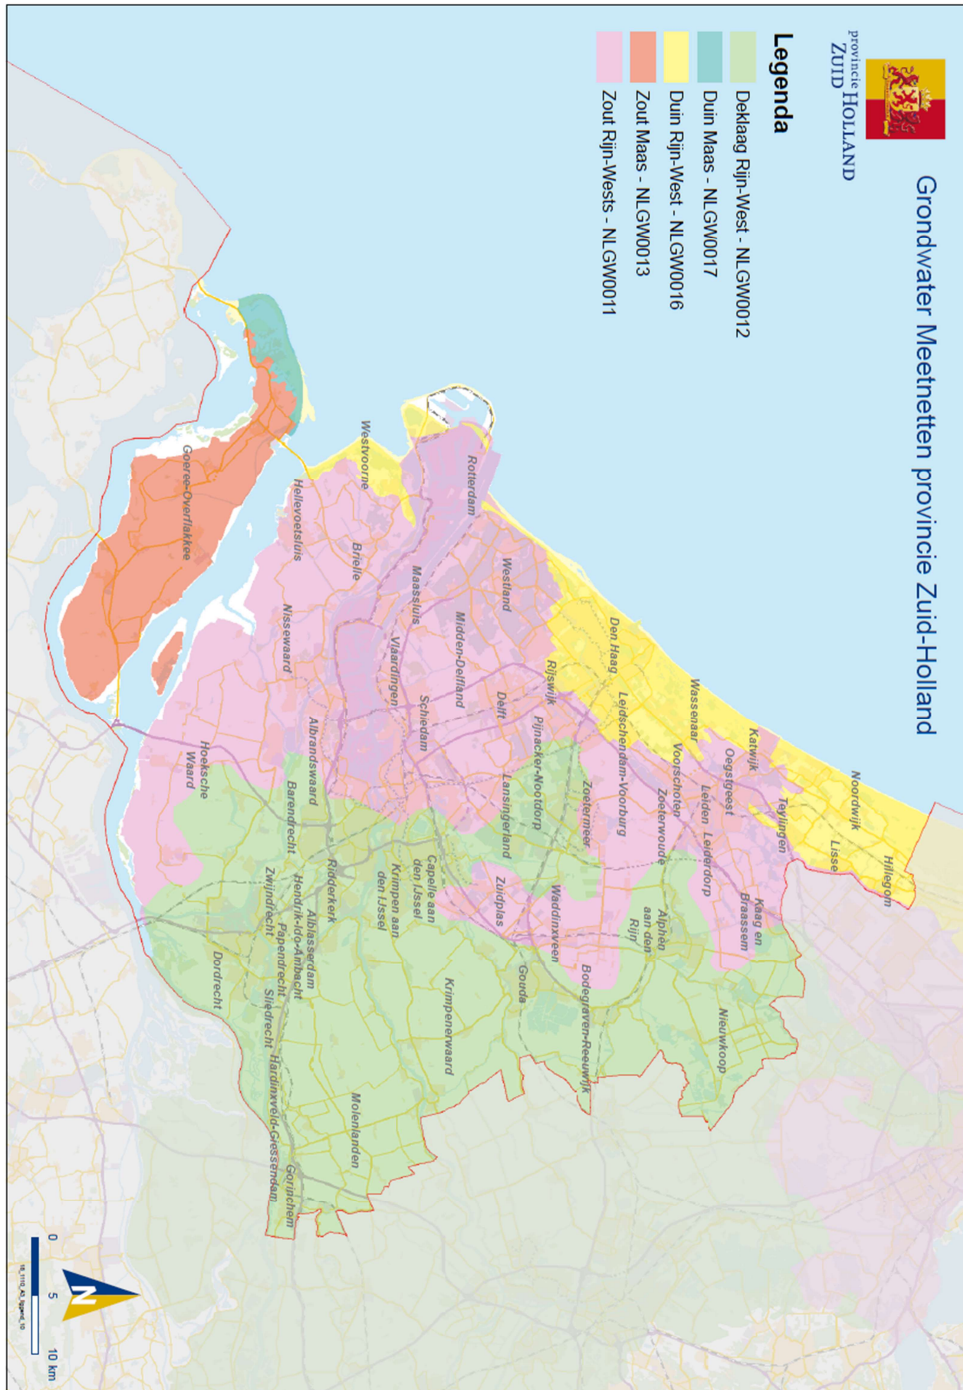 Grondwater Meetnetten provincie Zuid-Holland
provincie HOLLAND
ZUID
Legenda
Deklaag Rijn-West - NLGW0012
Duin Maas - NLGW0017
Duin Rijn-West - NLGW0016
Zout Maas - NLGW0013
Zout Rijn-Wests - NLGW0011
Hillegom
Noordwijk
Lisse
Teylingen
Katwijk
Oegstgeest
Kaag en
Braassem
Wassenaar
Leiden
Leiderdorp
Voorschoten
Zoeterwoude
Nieuwkoop
Alphen
aan den
Rijn
Den Haag
Leidschendam-Voorburg
Zoetermeer
Bodegraven-Reeuwijk
Rijswijk
Pijnacker-Nootdorp
Waddinxveen
Westland
Delft
Lansingerland
Zuidplas
Gouda
Rotterdam
Midden-Delfland
Maassluis
Schiedam
Vlaardingen
Capelle aan
den IJssel
Krimpen aan
den IJssel
Krimpenerwaard
Westvoorne
Brielle
Hellevoetsluis
Nissewaard
Albrandswaard
Barendrecht
Ridderkerk
Alblasserdam
Hendrik-Ido-Ambacht
Papendrecht
Zwijndrecht
Sliedrecht
Hardinxveld-Giessendam
Molenlanden
Gorinchem
Dordrecht
Hoeksche
Waard
Goeree-Overflakkee
N
0 5 10 km